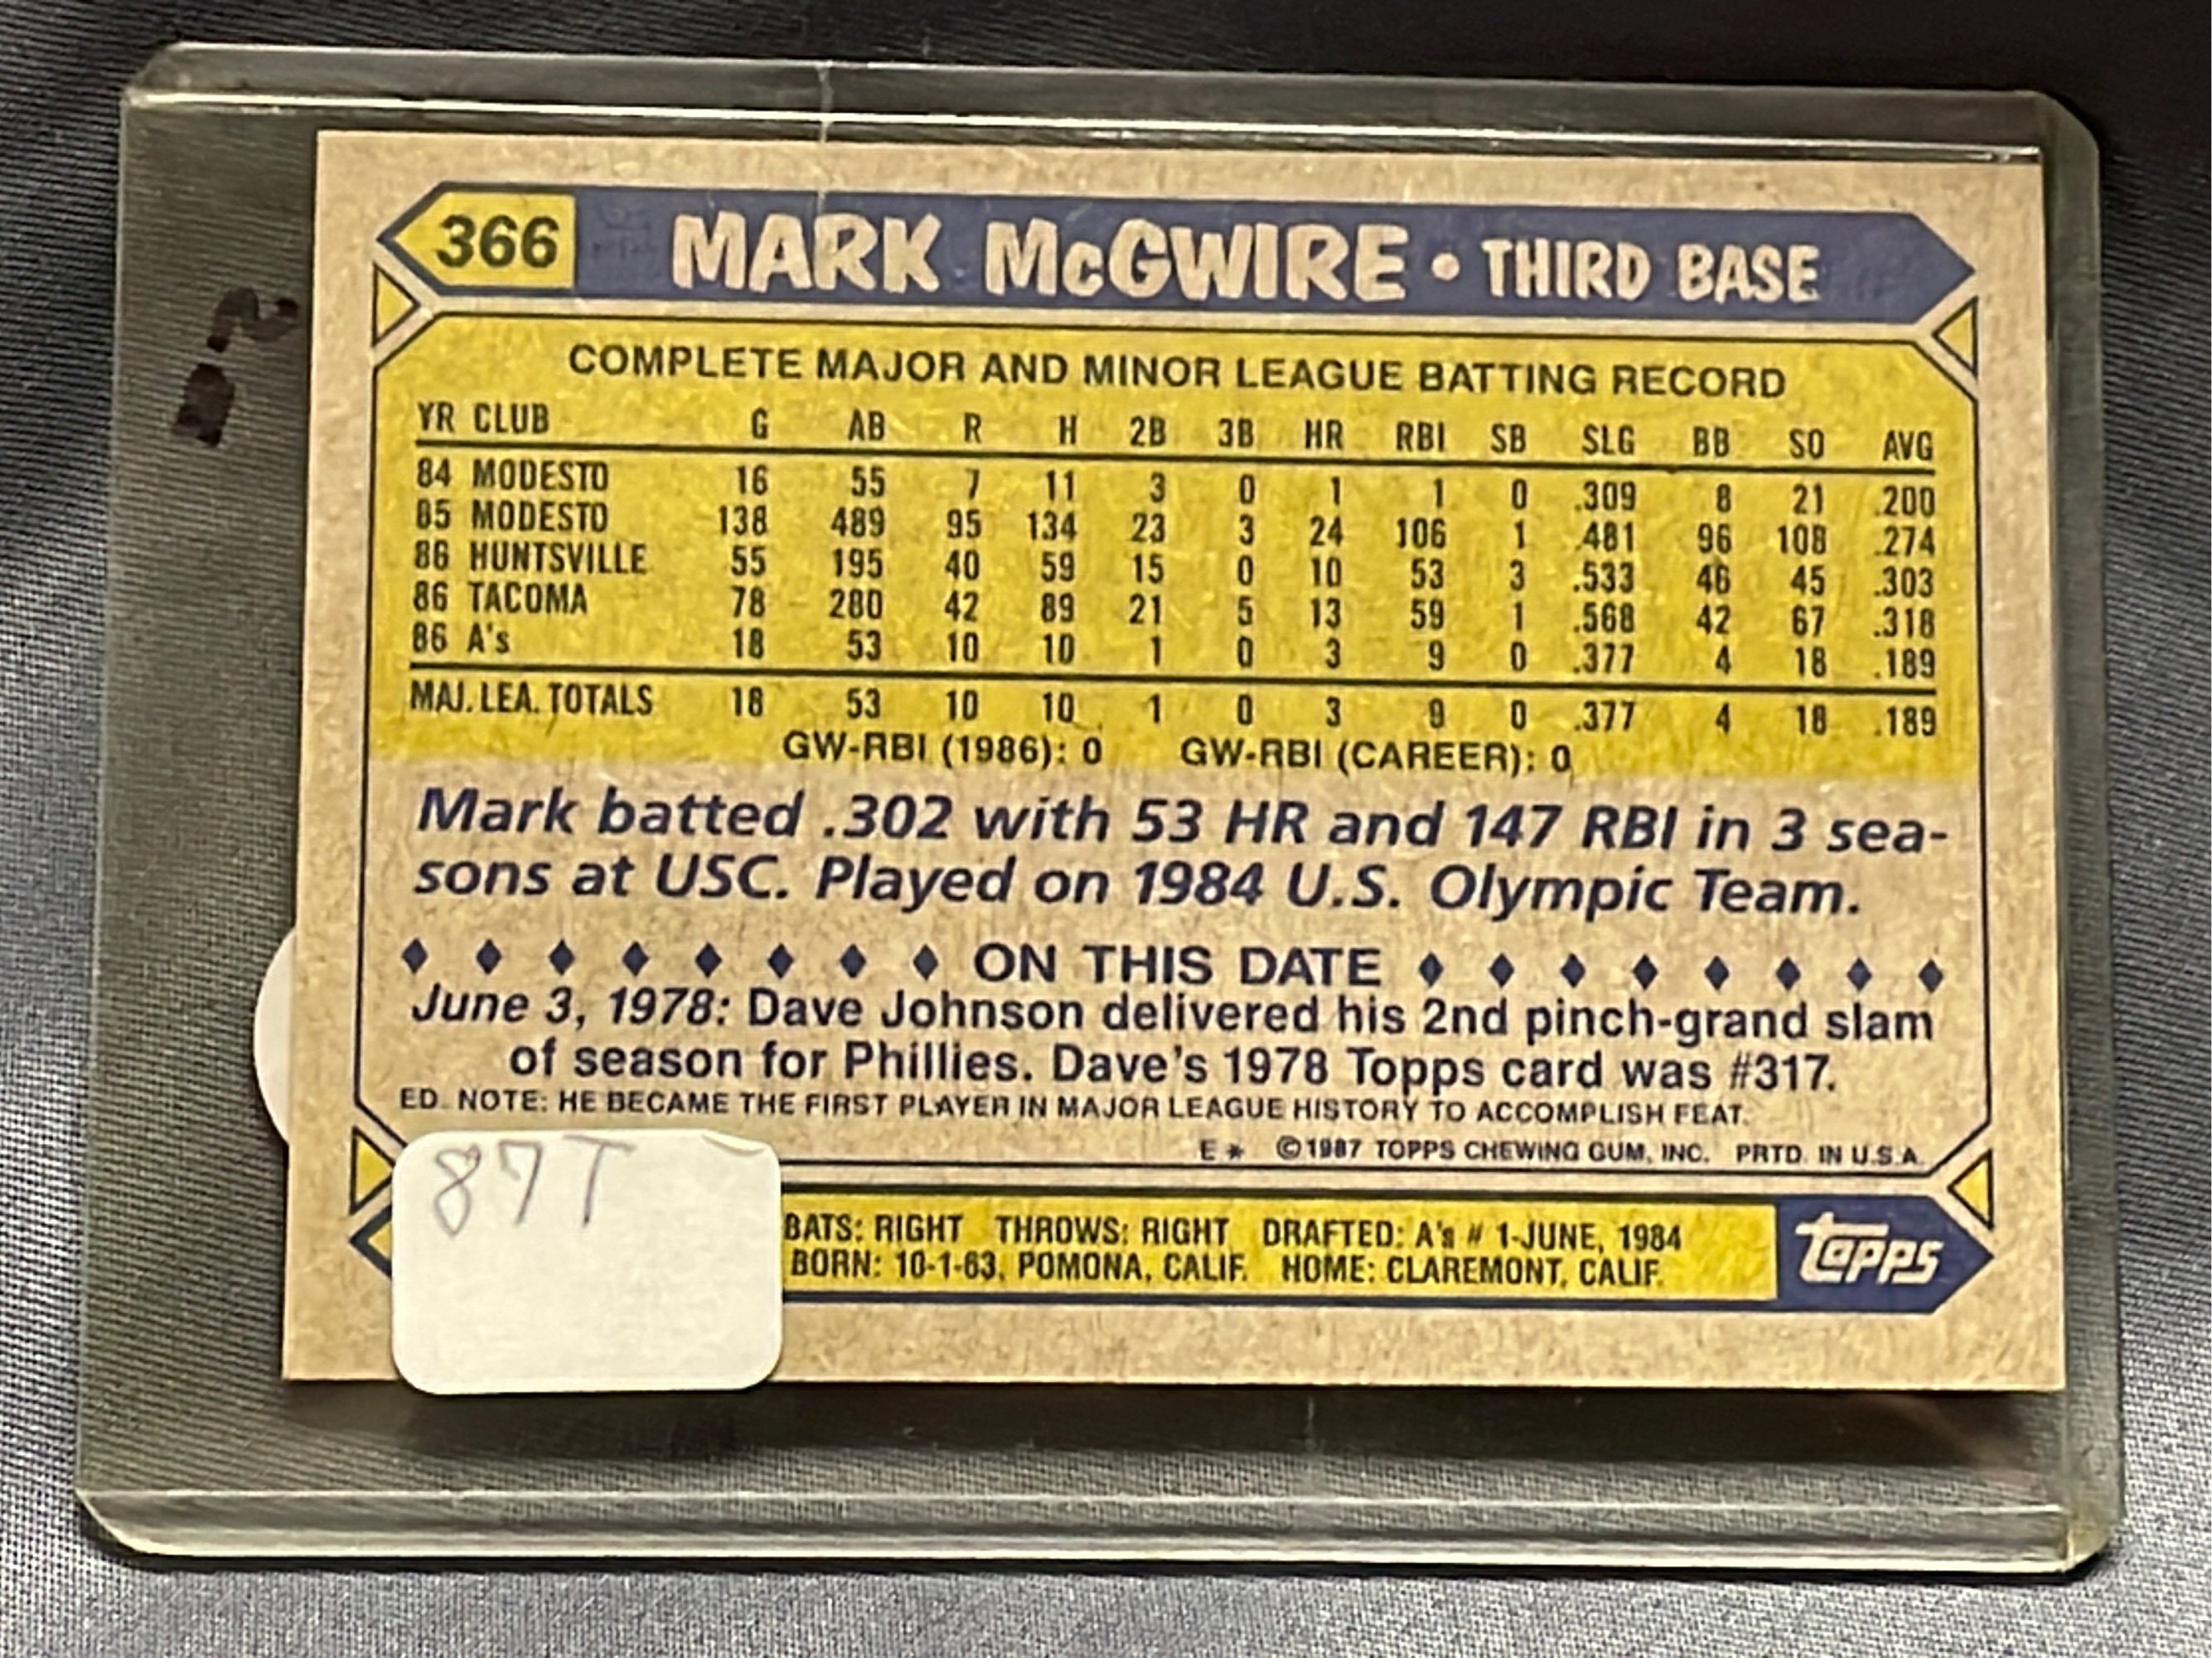 366 MARK McGWIRE • THIRD BASE
COMPLETE MAJOR AND MINOR LEAGUE BATTING RECORD
YR CLUB G AB R H 2B 3B HR RBI SB SLG BB SO AVG
84 MODESTO 16 55 7 11 3 0 1 1 0 .309 8 21 .200
85 MODESTO 138 489 95 134 23 3 24 106 1 .481 96 108 .274
86 HUNTSVILLE 55 195 40 59 15 0 10 53 3 .533 46 45 .303
86 TACOMA 78 280 42 89 21 5 13 59 1 .568 42 67 .318
86 A's 18 53 10 10 1 0 3 9 0 .377 4 18 .189
MAJ. LEA. TOTALS 18 53 10 10 1 0 3 9 0 .377 4 18 .189
GW-RBI (1986): 0 GW-RBI (CAREER): 0
Mark batted .302 with 53 HR and 147 RBI in 3 sea-
sons at USC. Played on 1984 U.S. Olympic Team.
♦ ♦ ♦ ♦ ♦ ♦ ♦ ♦ ON THIS DATE ♦ ♦ ♦ ♦ ♦ ♦ ♦ ♦
June 3, 1978: Dave Johnson delivered his 2nd pinch-grand slam
of season for Phillies. Dave's 1978 Topps card was #317.
ED. NOTE: HE BECAME THE FIRST PLAYER IN MAJOR LEAGUE HISTORY TO ACCOMPLISH FEAT.
E* ©1987 TOPPS CHEWING GUM, INC. PRTD. IN U.S.A.
87T
BATS: RIGHT THROWS: RIGHT DRAFTED: A's # 1-JUNE, 1984
BORN: 10-1-63, POMONA, CALIF. HOME: CLAREMONT, CALIF.
topps